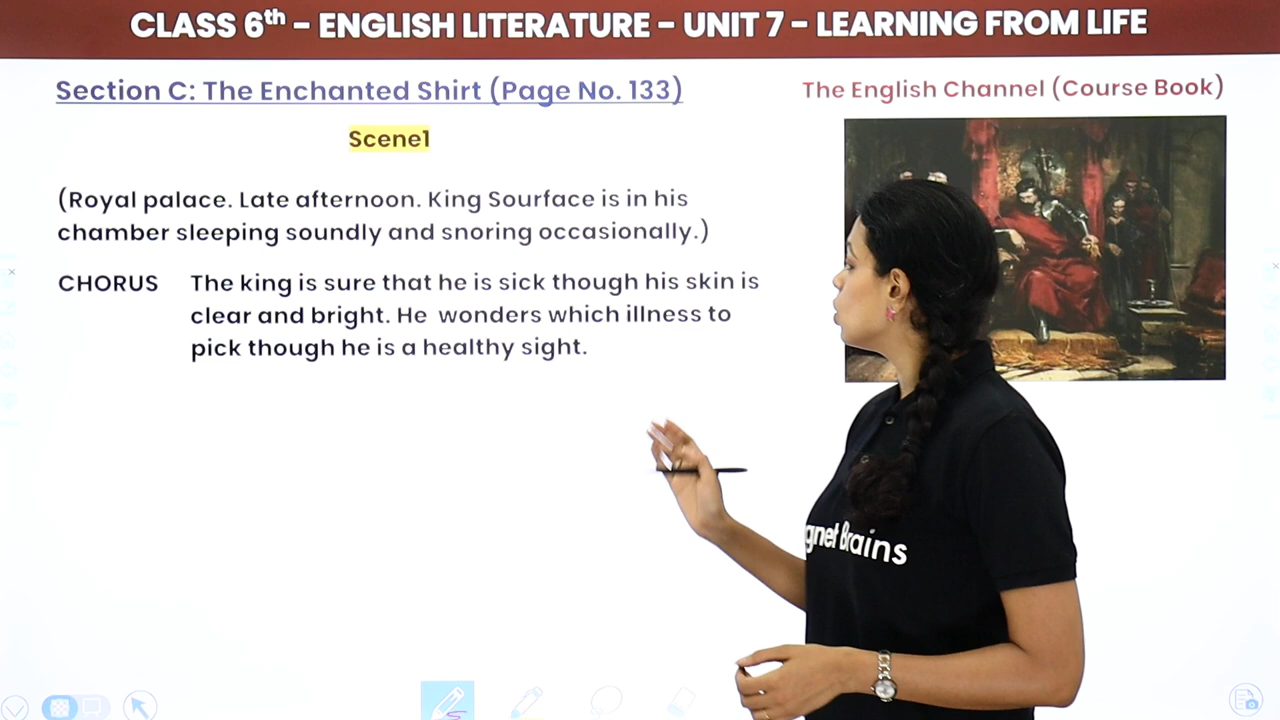 CLASS 6th – ENGLISH LITERATURE – UNIT 7 – LEARNING FROM LIFE
Section C: The Enchanted Shirt (Page No. 133)
The English Channel (Course Book)
Scene1
(Royal palace. Late afternoon. King Sourface is in his
chamber sleeping soundly and snoring occasionally.)
CHORUS The king is sure that he is sick though his skin is
clear and bright. He wonders which illness to
pick though he is a healthy sight.
gnet Brains